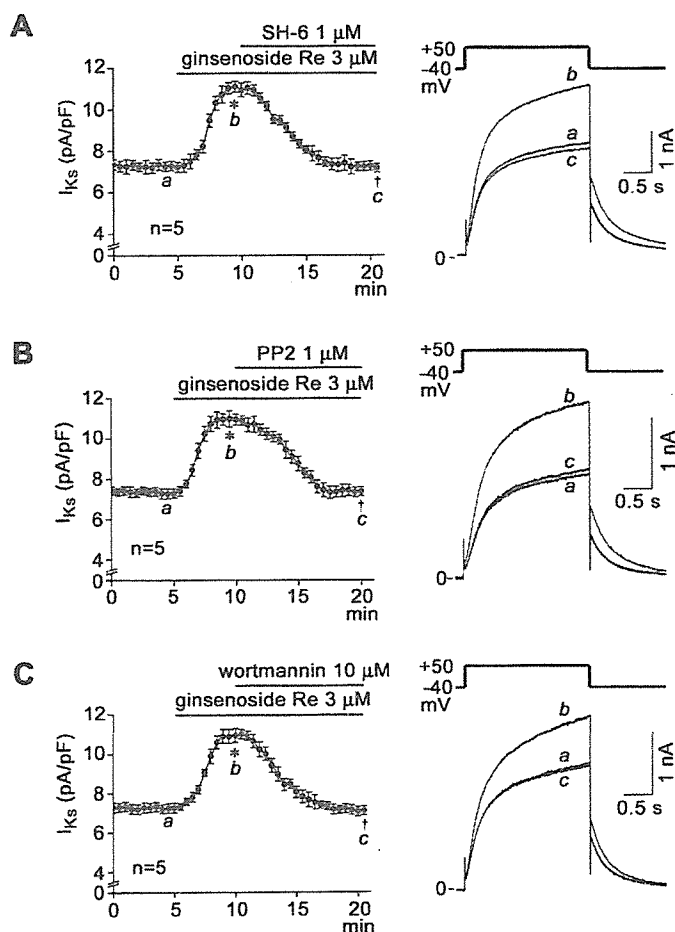 A
SH-6 1 μM
ginsenoside Re 3 μM
12
10
8
6
4
0
IKs (pA/pF)
a
*
b
†
c
n=5
0 5 10 15 20
min
+50
-40
mV
b
a
c
1 nA
0.5 s
0-
B
PP2 1 μM
ginsenoside Re 3 μM
12
10
8
6
4
0
IKs (pA/pF)
a
*
b
†
c
n=5
0 5 10 15 20
min
+50
-40
mV
b
c
a
1 nA
0.5 s
0-
C
wortmannin 10 μM
ginsenoside Re 3 μM
12
10
8
6
4
0
IKs (pA/pF)
a
*
b
†
c
n=5
0 5 10 15 20
min
+50
-40
mV
b
a
c
1 nA
0.5 s
0-